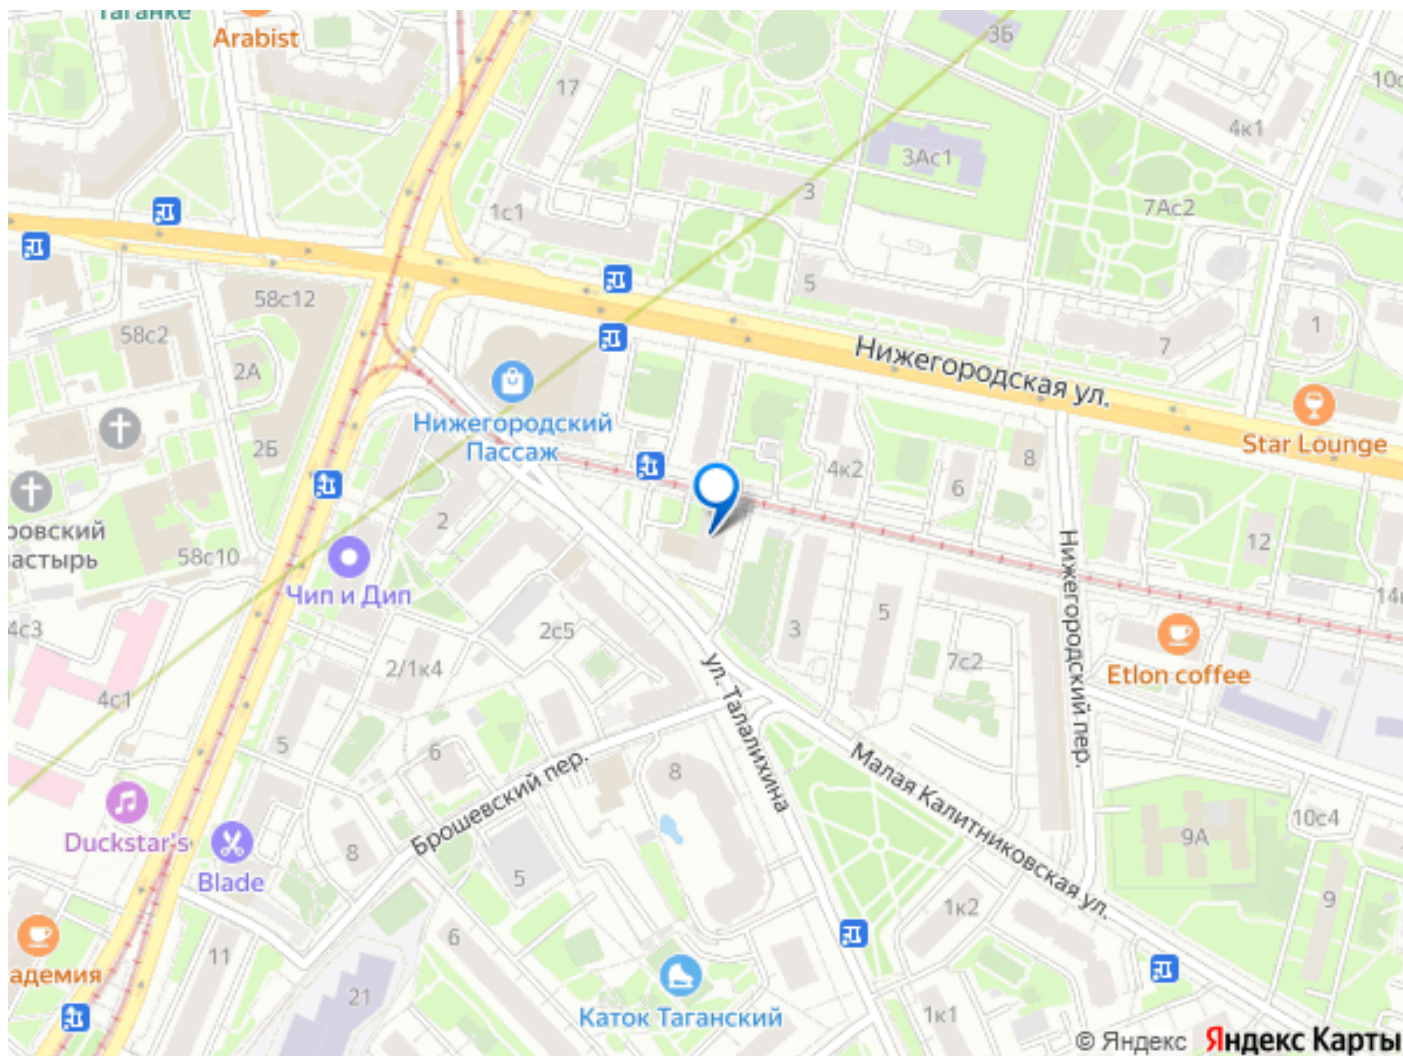 Таганке
Arabist
17
3Б
10с
4к1
3Ас1
3
7Ас2
1с1
5
58с12
58с2
1
7
2А
Нижегородская ул.
Нижегородский
Пассаж
Star Lounge
2Б
4к2
8
6
2
12
58с10
Чип и Дип
Нижегородский пер.
14к
4с3
2с5
3
5
7с2
2/1к4
ул. Талалихина
Etlon coffee
4с1
5
6
8
Брошевский пер.
Малая Калитниковская ул.
Duckstar's
8
Blade
5
9А
10с4
9
1к2
11
6
адемия
21
Каток Таганский
1к1
© Яндекс Яндекс Карты